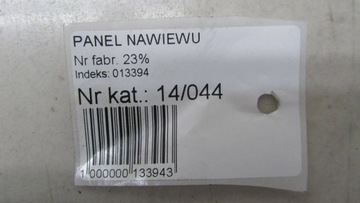 PANEL NAWIEWU
Nr fabr. 23%
Indeks: 013394
Nr kat.: 14/044
1 000000 133943